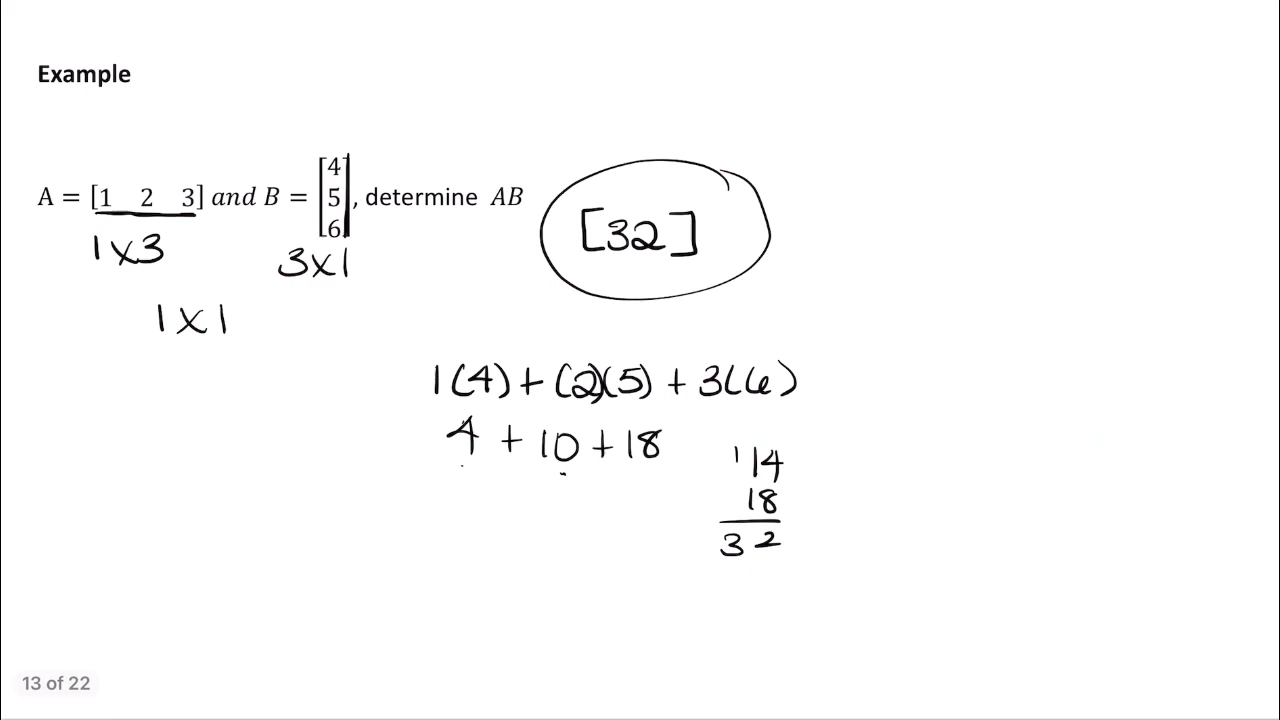 Example
A = [1 2 3] and B = [4 5 6], determine AB
[32]
1x3
3x1
1x1
1(4) + (2)(5) + 3(6)
4 + 10 + 18
1 14
18
32
13 of 22